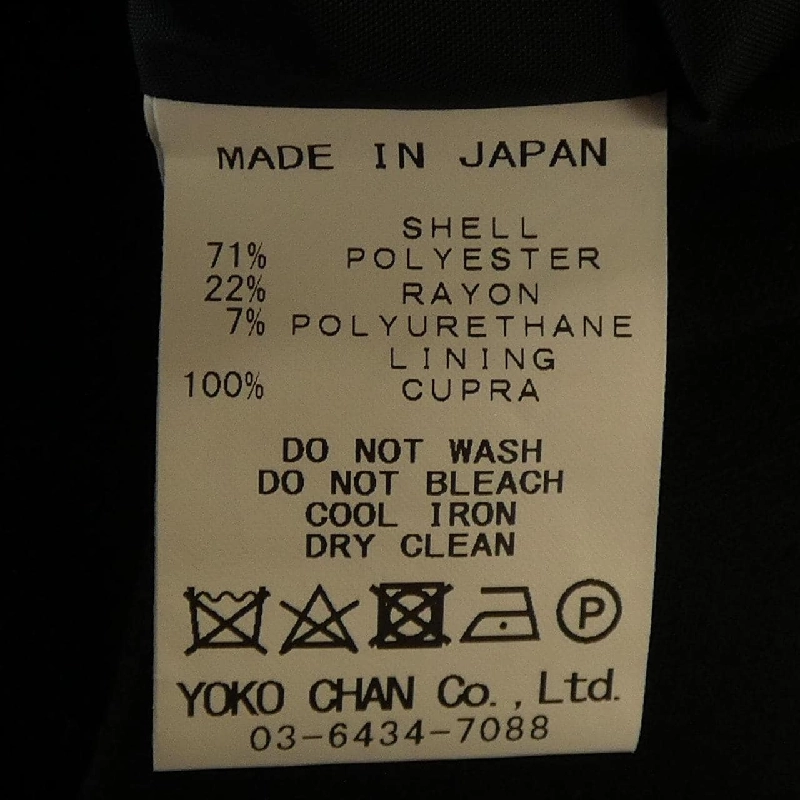 MADE IN JAPAN
SHELL
71% POLYESTER
22% RAYON
7% POLYURETHANE
LINING
100% CUPRA
DO NOT WASH
DO NOT BLEACH
COOL IRON
DRY CLEAN
P
YOKO CHAN Co.,Ltd.
03-6434-7088